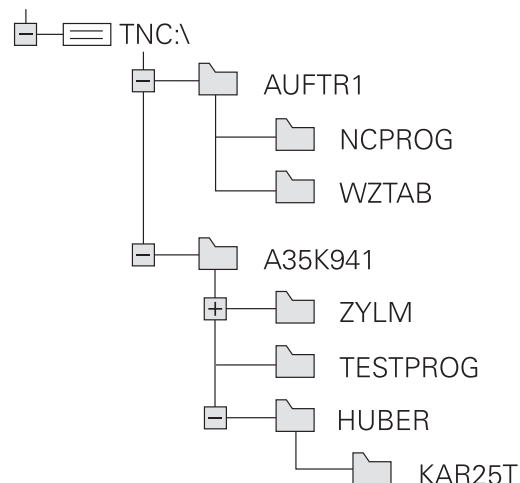 TNC:\
AUFTR1
NCPROG
WZTAB
A35K941
ZYLM
TESTPROG
HUBER
KAR25T